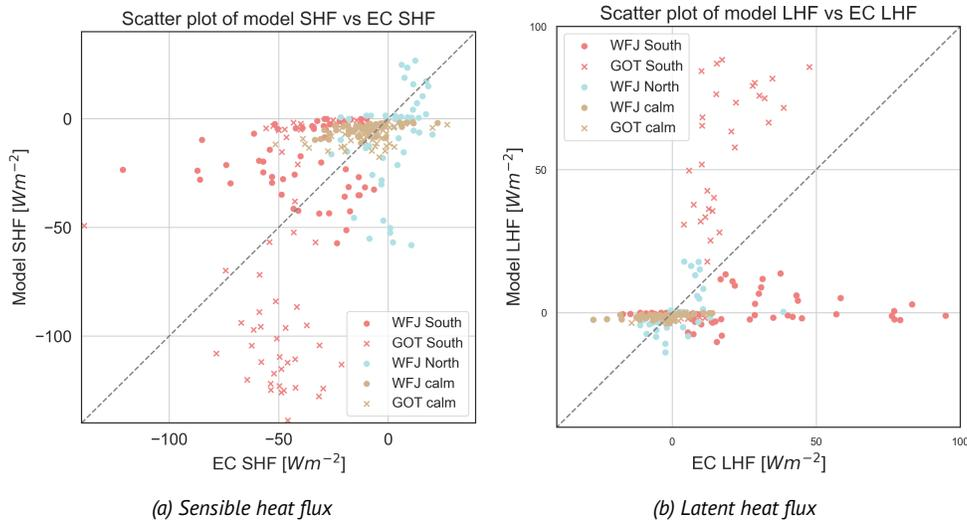 Scatter plot of model SHF vs EC SHF
Model SHF [Wm⁻²]
0
−50
−100
WFJ South
GOT South
WFJ North
WFJ calm
GOT calm
−100
−50
0
EC SHF [Wm⁻²]
(a) Sensible heat flux
Scatter plot of model LHF vs EC LHF
Model LHF [Wm⁻²]
100
50
0
WFJ South
GOT South
WFJ North
WFJ calm
GOT calm
0
50
100
EC LHF [Wm⁻²]
(b) Latent heat flux